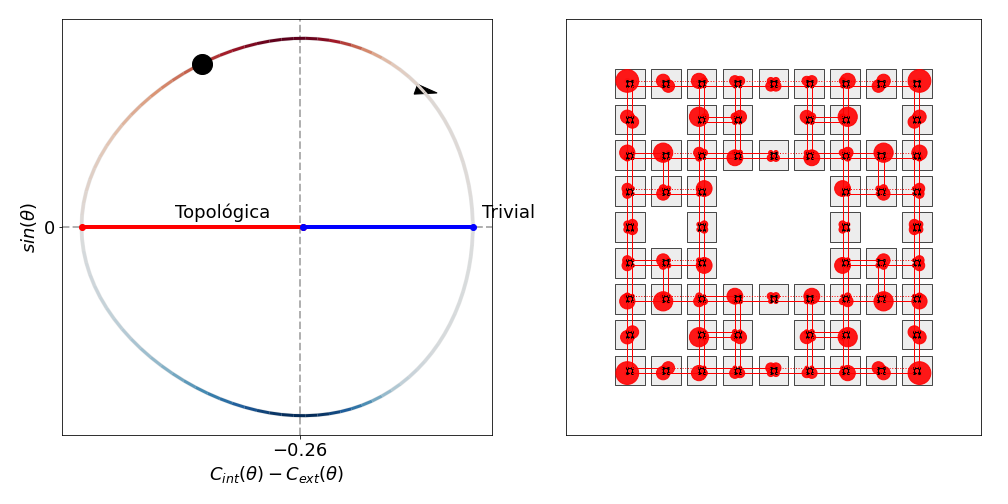 Topológica
Trivial
sin(θ)
0
−0.26
C_int(θ) − C_ext(θ)